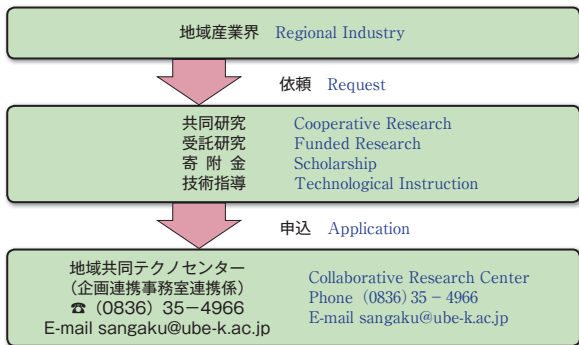 地域産業界 Regional Industry
依頼 Request
共同研究 Cooperative Research
受託研究 Funded Research
寄附金 Scholarship
技術指導 Technological Instruction
申込 Application
地域共同テクノセンター
(企画連携事務室連携係)
☎ (0836) 35−4966
E-mail sangaku@ube-k.ac.jp
Collaborative Research Center
Phone (0836) 35 − 4966
E-mail sangaku@ube-k.ac.jp